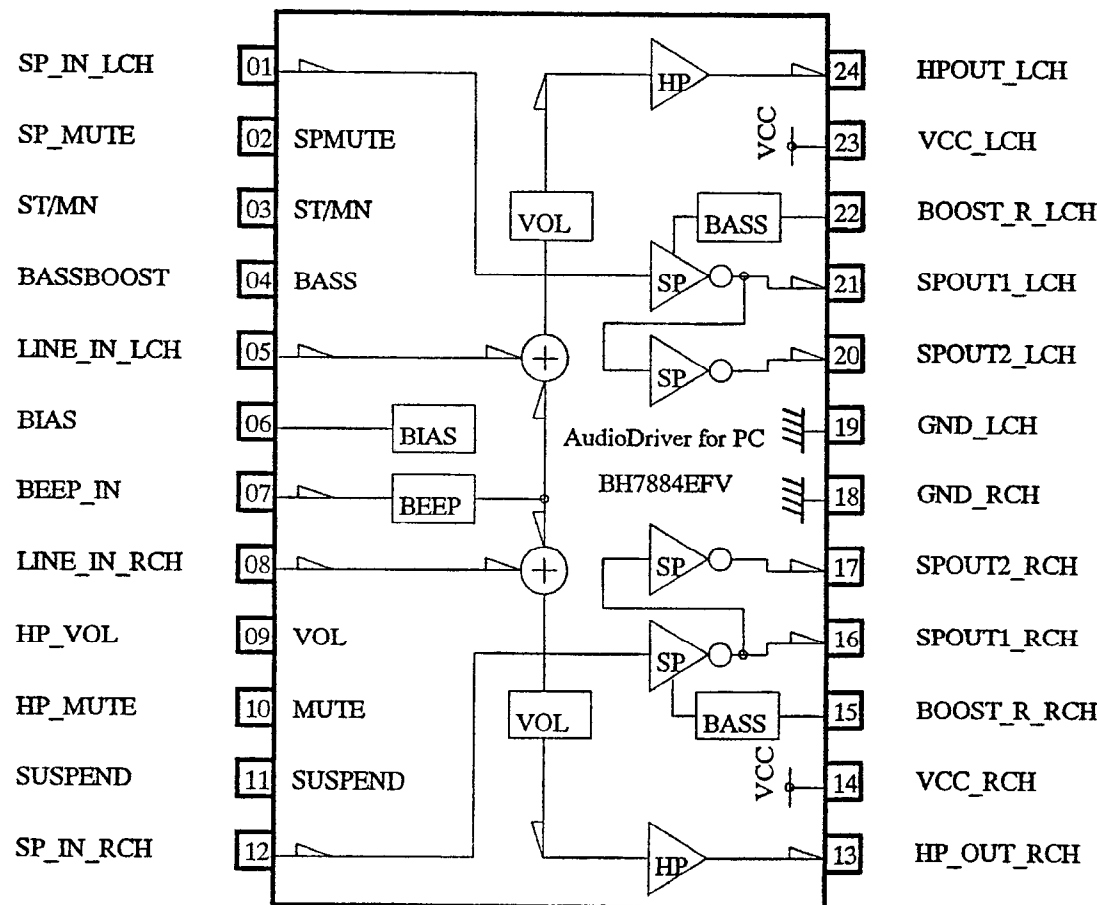 SP_IN_LCH 01 HP 24 HPOUT_LCH
SP_MUTE 02 SPMUTE VCC 23 VCC_LCH
ST/MN 03 ST/MN VOL BASS 22 BOOST_R_LCH
BASSBOOST 04 BASS SP 21 SPOUT1_LCH
LINE_IN_LCH 05 + SP 20 SPOUT2_LCH
BIAS 06 BIAS AudioDriver for PC 19 GND_LCH
BEEP_IN 07 BEEP BH7884EFV 18 GND_RCH
LINE_IN_RCH 08 + SP 17 SPOUT2_RCH
HP_VOL 09 VOL SP 16 SPOUT1_RCH
HP_MUTE 10 MUTE VOL BASS 15 BOOST_R_RCH
SUSPEND 11 SUSPEND VCC 14 VCC_RCH
SP_IN_RCH 12 HP 13 HP_OUT_RCH